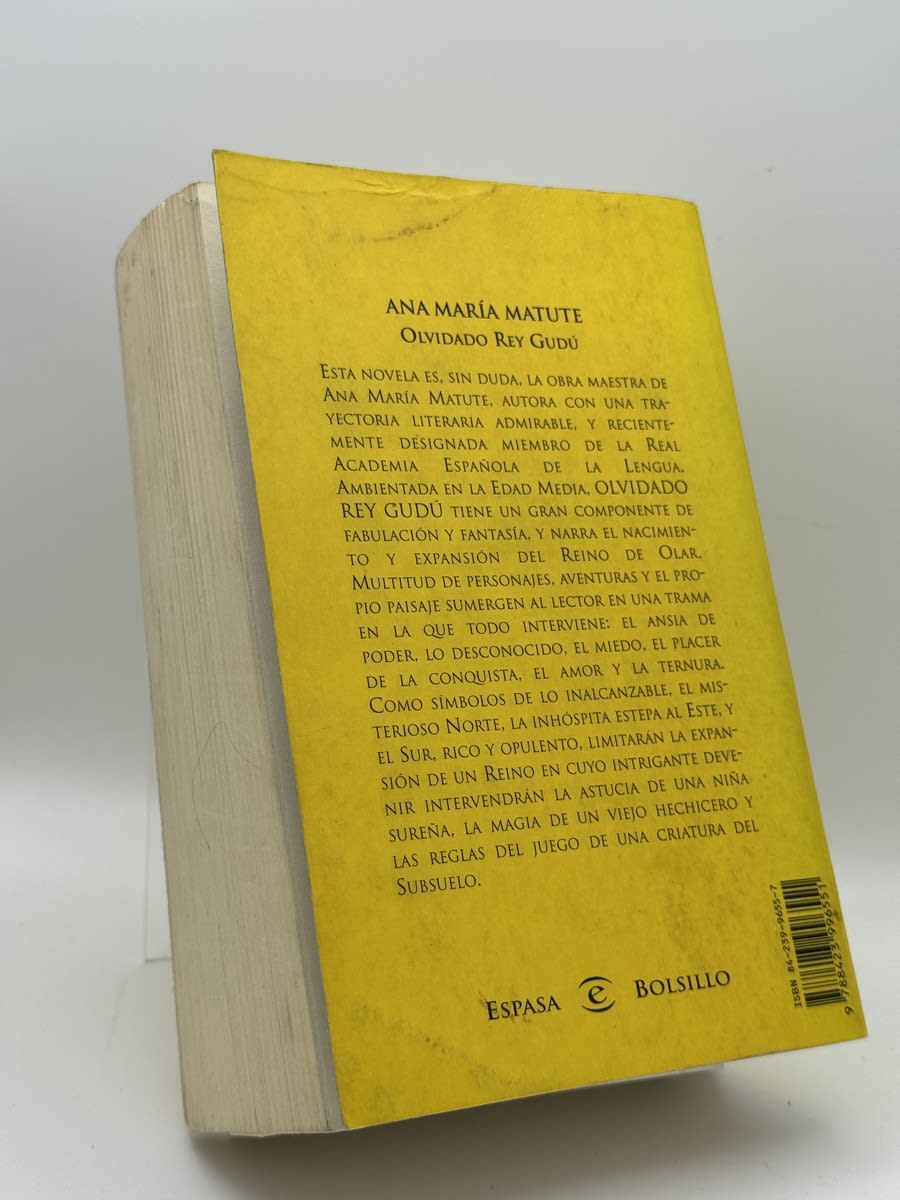 ANA MARÍA MATUTE
OLVIDADO REY GUDÚ
ESTA NOVELA ES, SIN DUDA, LA OBRA MAESTRA DE
ANA MARÍA MATUTE, AUTORA CON UNA TRA-
YECTORIA LITERARIA ADMIRABLE, Y RECIENTE-
MENTE DESIGNADA MIEMBRO DE LA REAL
ACADEMIA ESPAÑOLA DE LA LENGUA.
AMBIENTADA EN LA EDAD MEDIA, OLVIDADO
REY GUDÚ TIENE UN GRAN COMPONENTE DE
FABULACIÓN Y FANTASÍA, Y NARRA EL NACIMIEN-
TO Y EXPANSIÓN DEL REINO DE OLAR.
MULTITUD DE PERSONAJES, AVENTURAS Y EL PRO-
PIO PAISAJE SUMERGEN AL LECTOR EN UNA TRAMA
EN LA QUE TODO INTERVIENE: EL ANSIA DE
PODER, LO DESCONOCIDO, EL MIEDO, EL PLACER
DE LA CONQUISTA, EL AMOR Y LA TERNURA.
COMO SÍMBOLOS DE LO INALCANZABLE, EL MIS-
TERIOSO NORTE, LA INHÓSPITA ESTEPA AL ESTE, Y
EL SUR, RICO Y OPULENTO, LIMITARÁN LA EXPAN-
SIÓN DE UN REINO EN CUYO INTRIGANTE DEVE-
NIR INTERVENDRÁN LA ASTUCIA DE UNA NIÑA
SUREÑA, LA MAGIA DE UN VIEJO HECHICERO Y
LAS REGLAS DEL JUEGO DE UNA CRIATURA DEL
SUBSUELO.
ESPASA e BOLSILLO
ISBN 84-239-9655-7
9 788423 996551